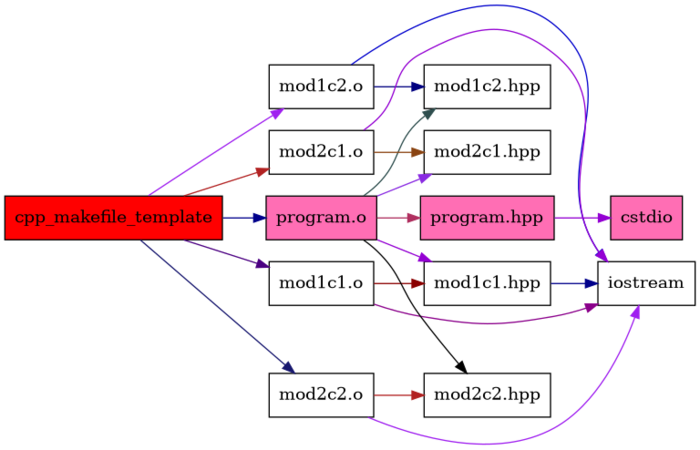 mod1c2.o
mod1c2.hpp
mod2c1.o
mod2c1.hpp
cpp_makefile_template
program.o
program.hpp
cstdio
mod1c1.o
mod1c1.hpp
iostream
mod2c2.o
mod2c2.hpp